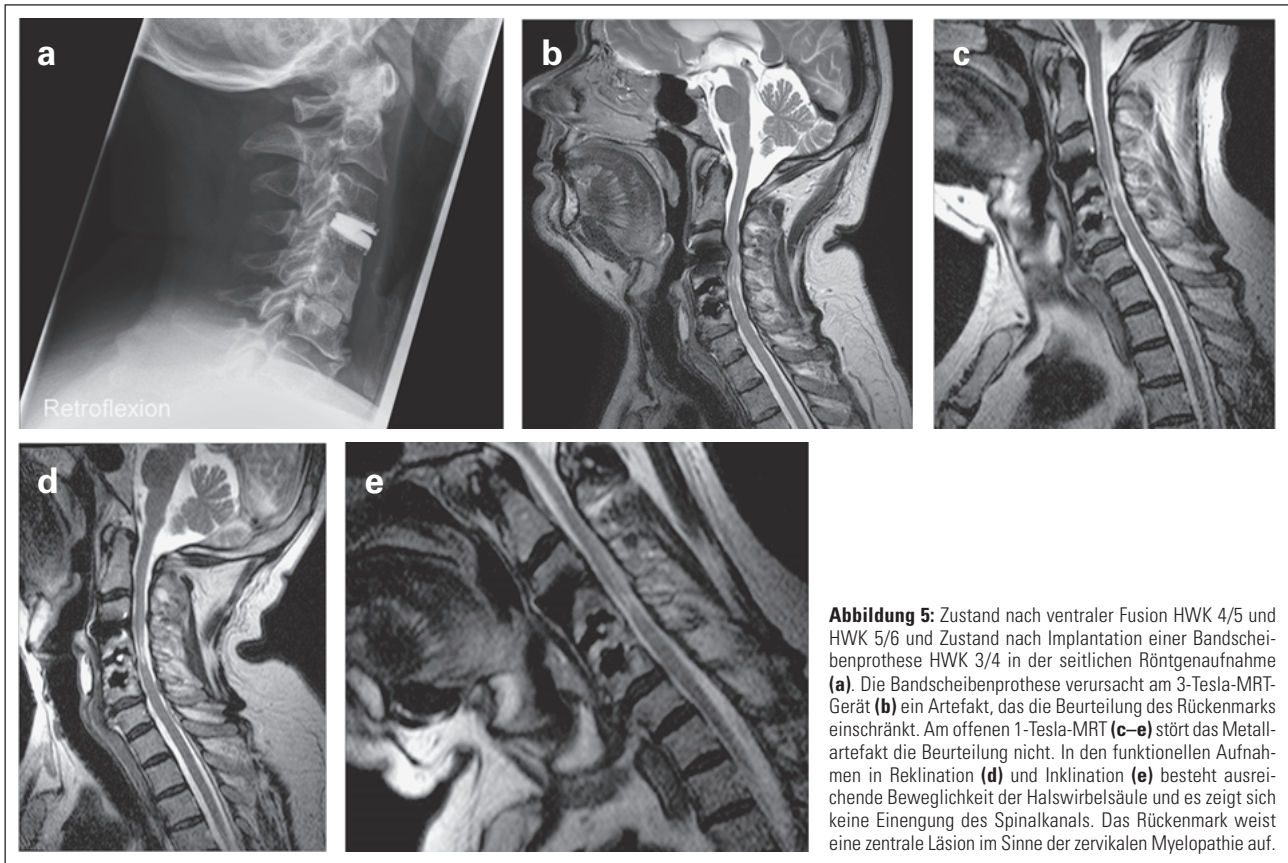 a
b
c
Retroflexion
d
e
Abbildung 5: Zustand nach ventraler Fusion HWK 4/5 und
HWK 5/6 und Zustand nach Implantation einer Bandschei-
benprothese HWK 3/4 in der seitlichen Röntgenaufnahme
(a). Die Bandscheibenprothese verursacht am 3-Tesla-MRT-
Gerät (b) ein Artefakt, das die Beurteilung des Rückenmarks
einschränkt. Am offenen 1-Tesla-MRT (c–e) stört das Metall-
artefakt die Beurteilung nicht. In den funktionellen Aufnah-
men in Reklination (d) und Inklination (e) besteht ausrei-
chende Beweglichkeit der Halswirbelsäule und es zeigt sich
keine Einengung des Spinalkanals. Das Rückenmark weist
eine zentrale Läsion im Sinne der zervikalen Myelopathie auf.